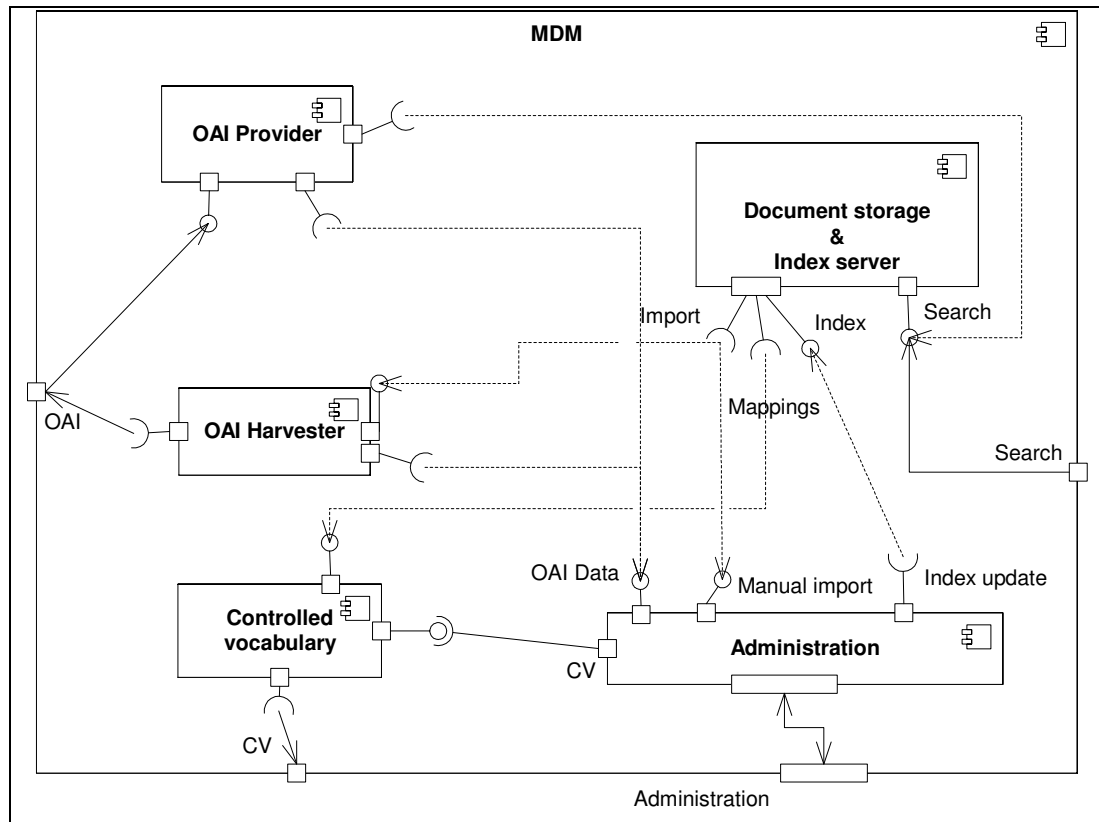 MDM
OAI Provider
Document storage
&
Index server
Import
Index
Search
OAI
OAI Harvester
Mappings
Search
OAI Data
Manual import
Index update
Controlled
vocabulary
CV
Administration
CV
Administration